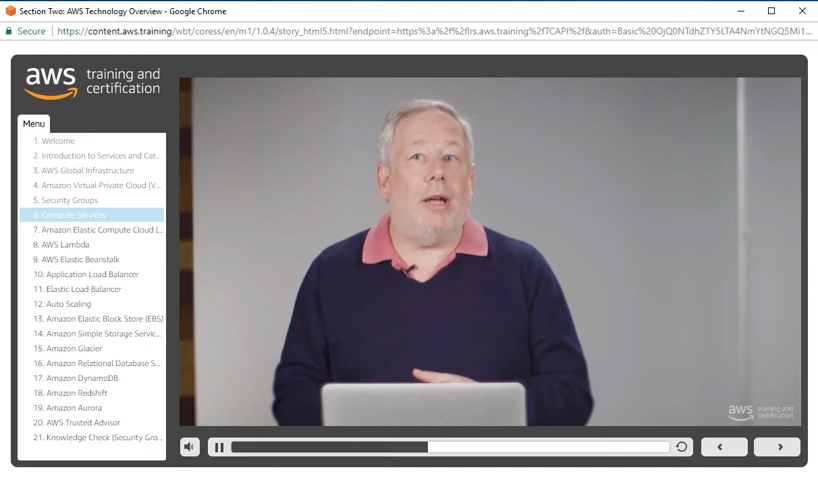 Section Two: AWS Technology Overview - Google Chrome
Secure https://content.aws.training/wbt/coress/en/m1/1.0.4/story_html5.html?endpoint=https%3a%2f%2flrs.aws.training%2fTCAPI%2f&auth=Basic%20OjQ0NTdhZTY5LTA4NmYtNGQ5Mi1...
aws training and certification
Menu
1. Welcome
2. Introduction to Services and Cat...
3. AWS Global Infrastructure
4. Amazon Virtual Private Cloud (V...
5. Security Groups
6. Compute Services
7. Amazon Elastic Compute Cloud (...
8. AWS Lambda
9. AWS Elastic Beanstalk
10. Application Load Balancer
11. Elastic Load Balancer
12. Auto Scaling
13. Amazon Elastic Block Store (EBS)
14. Amazon Simple Storage Servic...
15. Amazon Glacier
16. Amazon Relational Database S...
17. Amazon DynamoDB
18. Amazon Redshift
19. Amazon Aurora
20. AWS Trusted Advisor
21. Knowledge Check (Security Gro...
aws training and certification